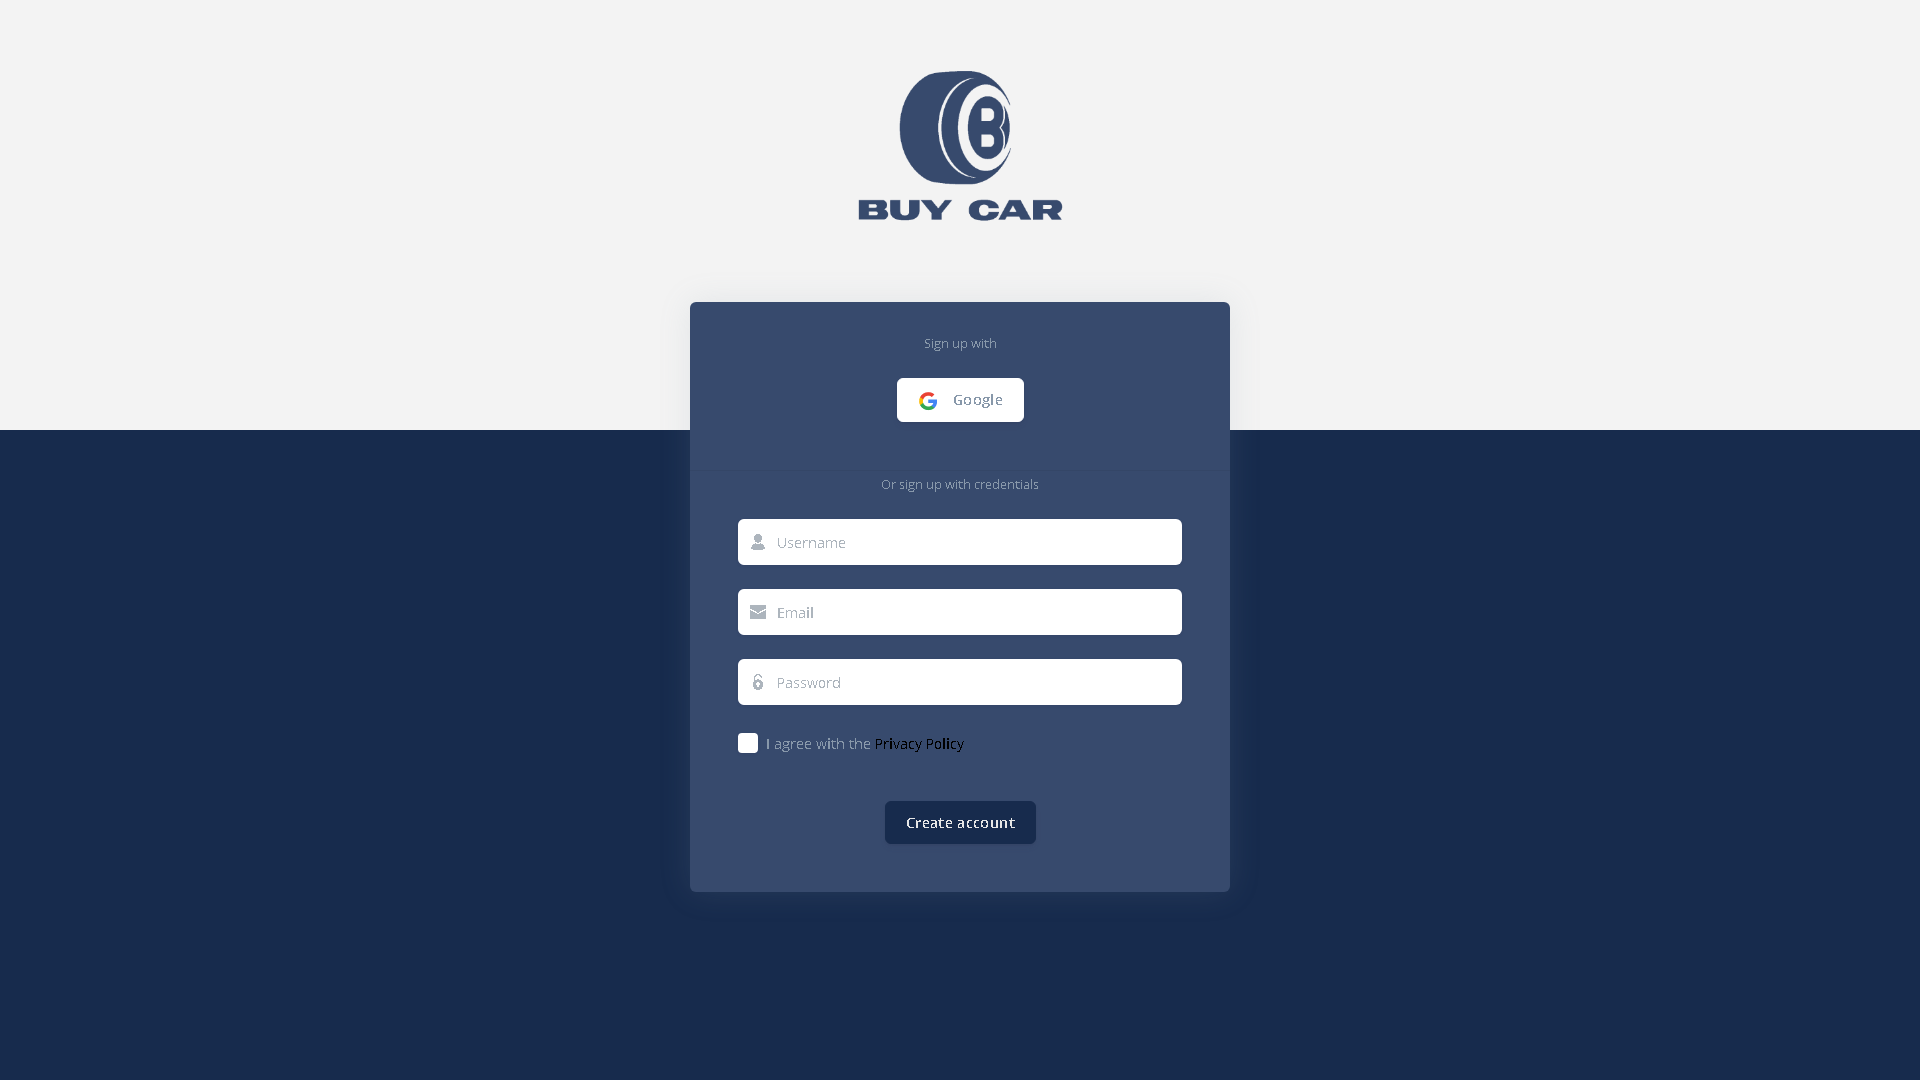 B
BUY CAR
Sign up with
Google
Or sign up with credentials
Username
Email
Password
I agree with the Privacy Policy
Create account